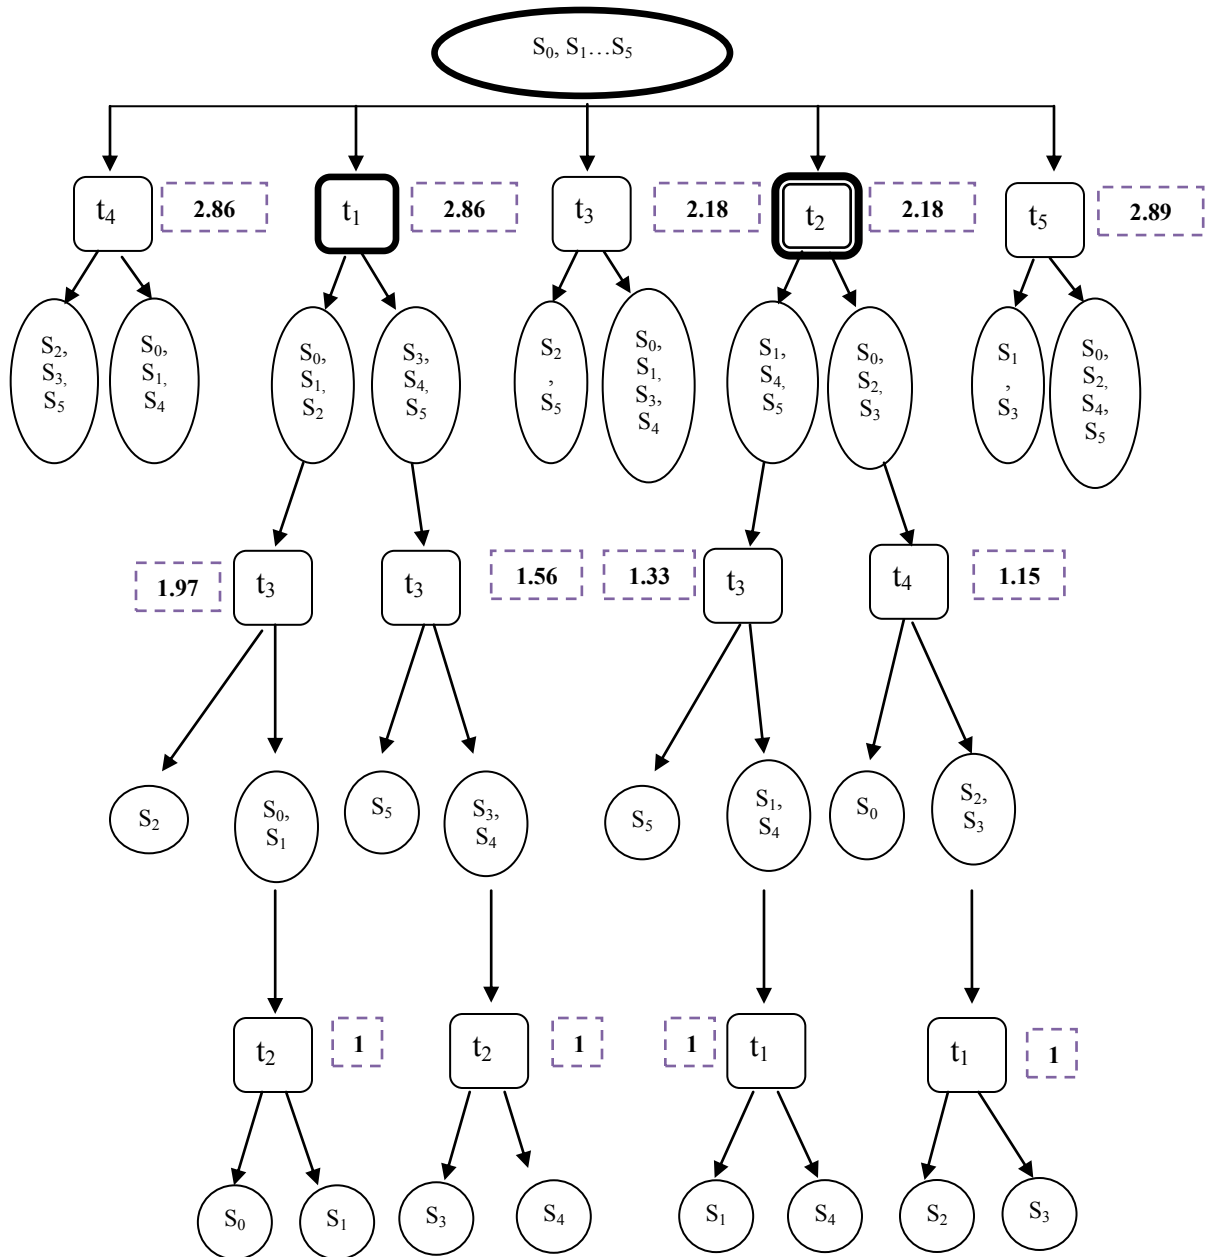 S₀, S₁…S₅
t₄
2.86
t₁
2.86
t₃
2.18
t₂
2.18
t₅
2.89
S₂,
S₃,
S₅
S₀,
S₁,
S₄
S₀,
S₁,
S₂
S₃,
S₄,
S₅
S₂
,
S₅
S₀,
S₁,
S₃,
S₄
S₁,
S₄,
S₅
S₀,
S₂,
S₃
S₁
,
S₃
S₀,
S₂,
S₄,
S₅
1.97
t₃
t₃
1.56
1.33
t₃
t₄
1.15
S₂
S₀,
S₁
S₅
S₃,
S₄
S₅
S₁,
S₄
S₀
S₂,
S₃
t₂
1
t₂
1
1
t₁
t₁
1
S₀
S₁
S₃
S₄
S₁
S₄
S₂
S₃